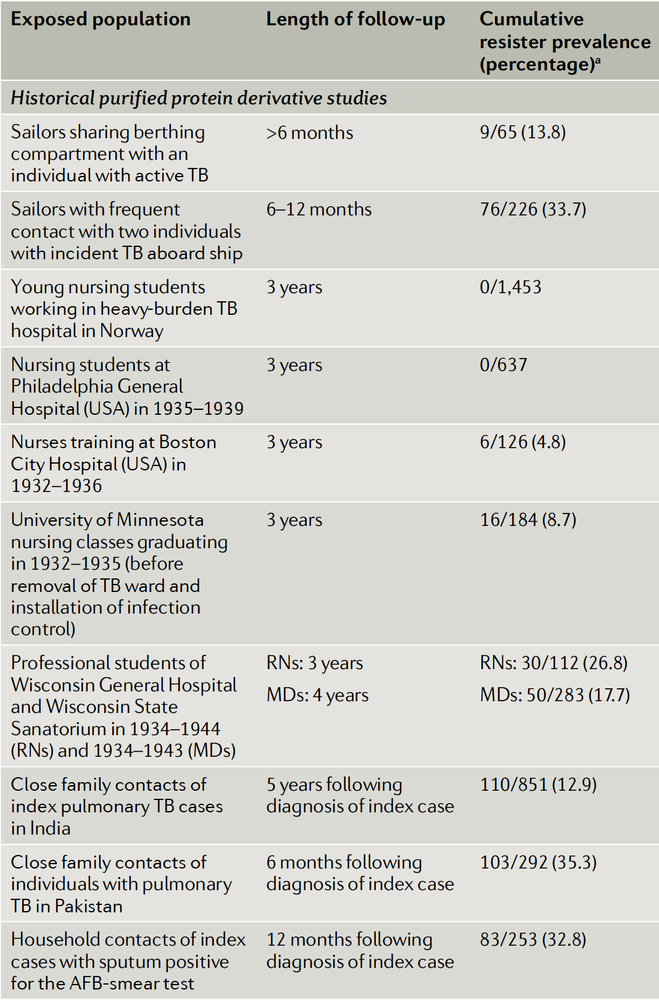 Exposed population
Length of follow-up
Cumulative
resister prevalence
(percentage)a
Historical purified protein derivative studies
Sailors sharing berthing
compartment with an
individual with active TB
>6 months
9/65 (13.8)
Sailors with frequent
contact with two individuals
with incident TB aboard ship
6–12 months
76/226 (33.7)
Young nursing students
working in heavy-burden TB
hospital in Norway
3 years
0/1,453
Nursing students at
Philadelphia General
Hospital (USA) in 1935–1939
3 years
0/637
Nurses training at Boston
City Hospital (USA) in
1932–1936
3 years
6/126 (4.8)
University of Minnesota
nursing classes graduating
in 1932–1935 (before
removal of TB ward and
installation of infection
control)
3 years
16/184 (8.7)
Professional students of
Wisconsin General Hospital
and Wisconsin State
Sanatorium in 1934–1944
(RNs) and 1934–1943 (MDs)
RNs: 3 years
MDs: 4 years
RNs: 30/112 (26.8)
MDs: 50/283 (17.7)
Close family contacts of
index pulmonary TB cases
in India
5 years following
diagnosis of index case
110/851 (12.9)
Close family contacts of
individuals with pulmonary
TB in Pakistan
6 months following
diagnosis of index case
103/292 (35.3)
Household contacts of index
cases with sputum positive
for the AFB-smear test
12 months following
diagnosis of index case
83/253 (32.8)